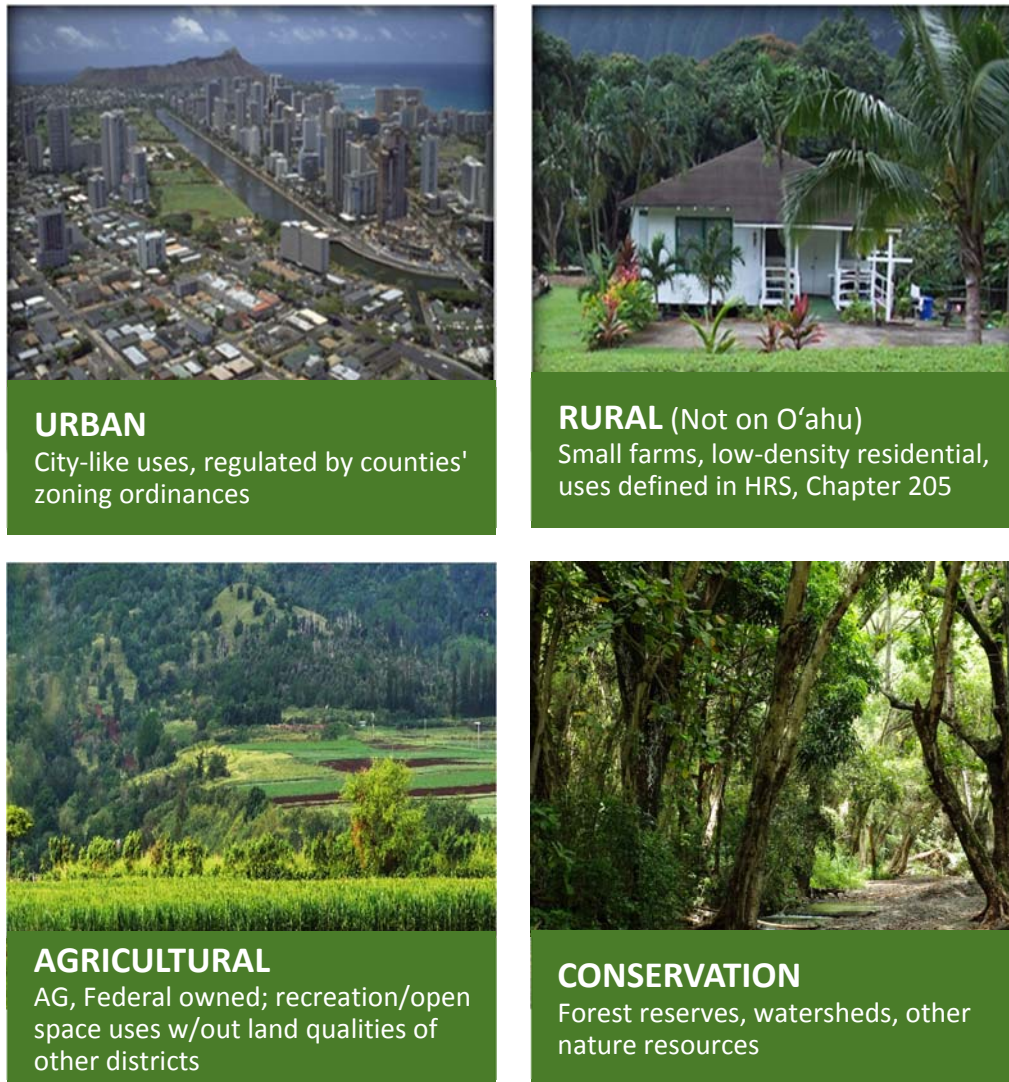 URBAN
City-like uses, regulated by counties'
zoning ordinances
RURAL (Not on Oʻahu)
Small farms, low-density residential,
uses defined in HRS, Chapter 205
AGRICULTURAL
AG, Federal owned; recreation/open
space uses w/out land qualities of
other districts
CONSERVATION
Forest reserves, watersheds, other
nature resources